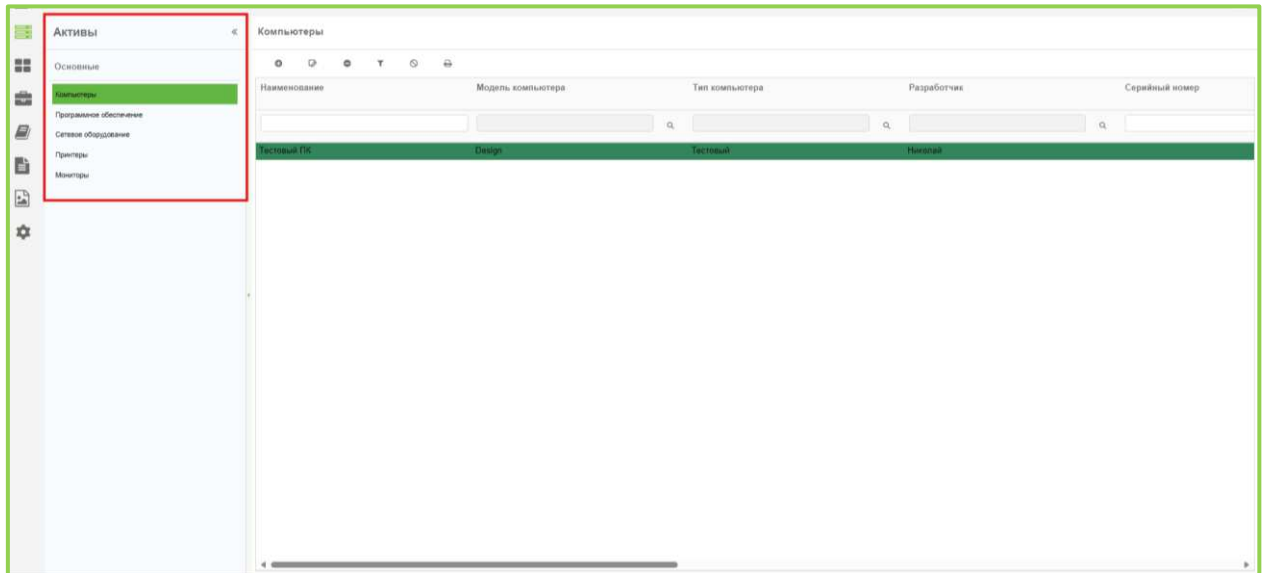 Активы «
Компьютеры
Основные
Компьютеры
Программное обеспечение
Сетевое оборудование
Принтеры
Мониторы
Наименование Модель компьютера Тип компьютера Разработчик Серийный номер
Тестовый ПК Design Тестовый Николай